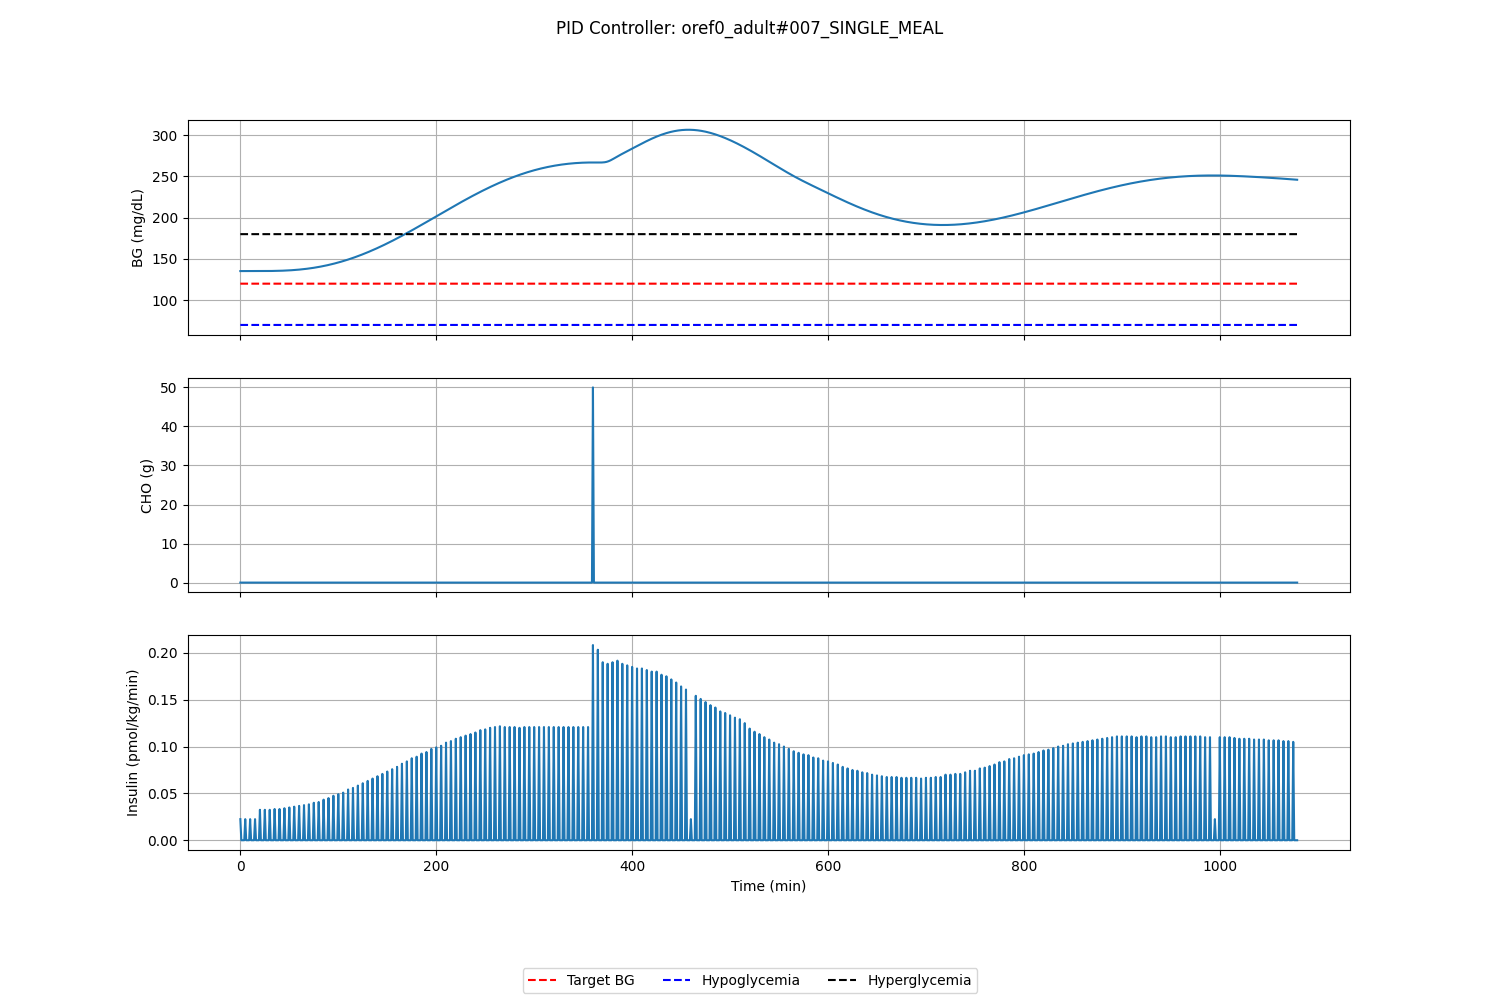 PID Controller: oref0_adult#007_SINGLE_MEAL
BG (mg/dL)
300
250
200
150
100
CHO (g)
50
40
30
20
10
0
Insulin (pmol/kg/min)
0.20
0.15
0.10
0.05
0.00
0 200 400 600 800 1000
Time (min)
Target BG Hypoglycemia Hyperglycemia